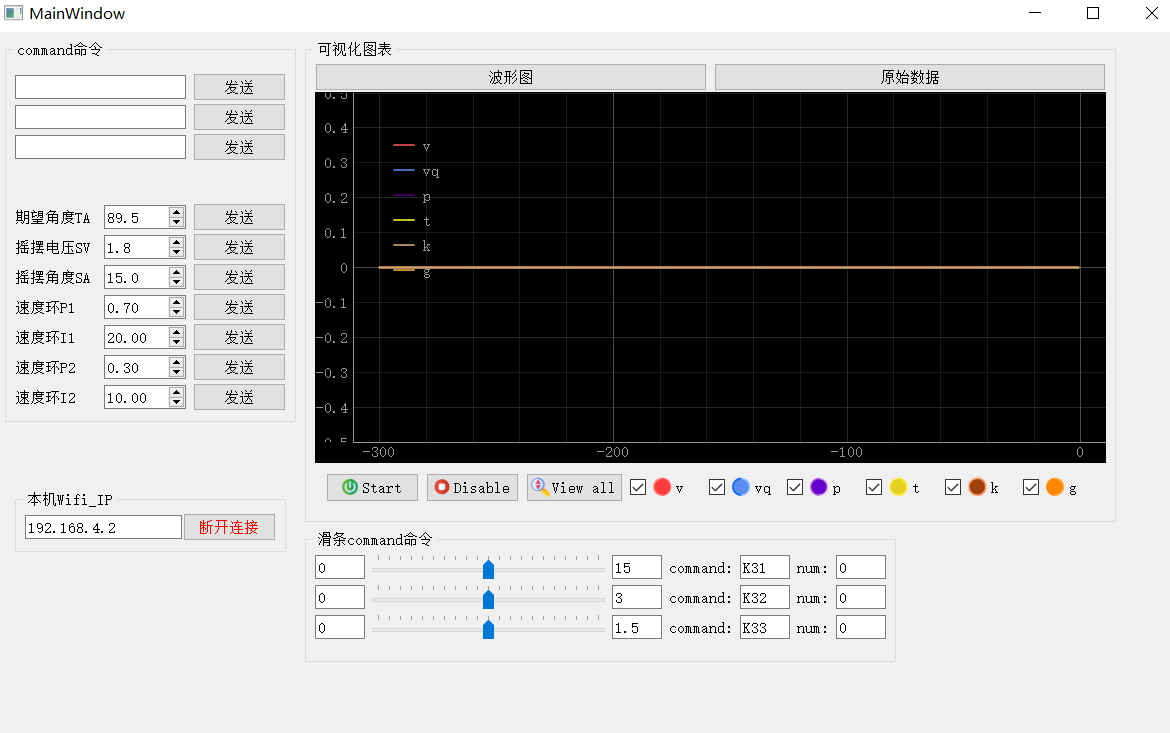 MainWindow
command命令
发送
发送
发送
期望角度TA 89.5 发送
摇摆电压SV 1.8 发送
摇摆角度SA 15.0 发送
速度环P1 0.70 发送
速度环I1 20.00 发送
速度环P2 0.30 发送
速度环I2 10.00 发送
本机Wifi_IP
192.168.4.2 断开连接
可视化图表
波形图 原始数据
0.5
0.4
0.3
0.2
0.1
0
-0.1
-0.2
-0.3
-0.4
v
vq
p
t
k
g
-300 -200 -100 0
Start Disable View all v vq p t k g
滑条command命令
0 15 command: K31 num: 0
0 3 command: K32 num: 0
0 1.5 command: K33 num: 0